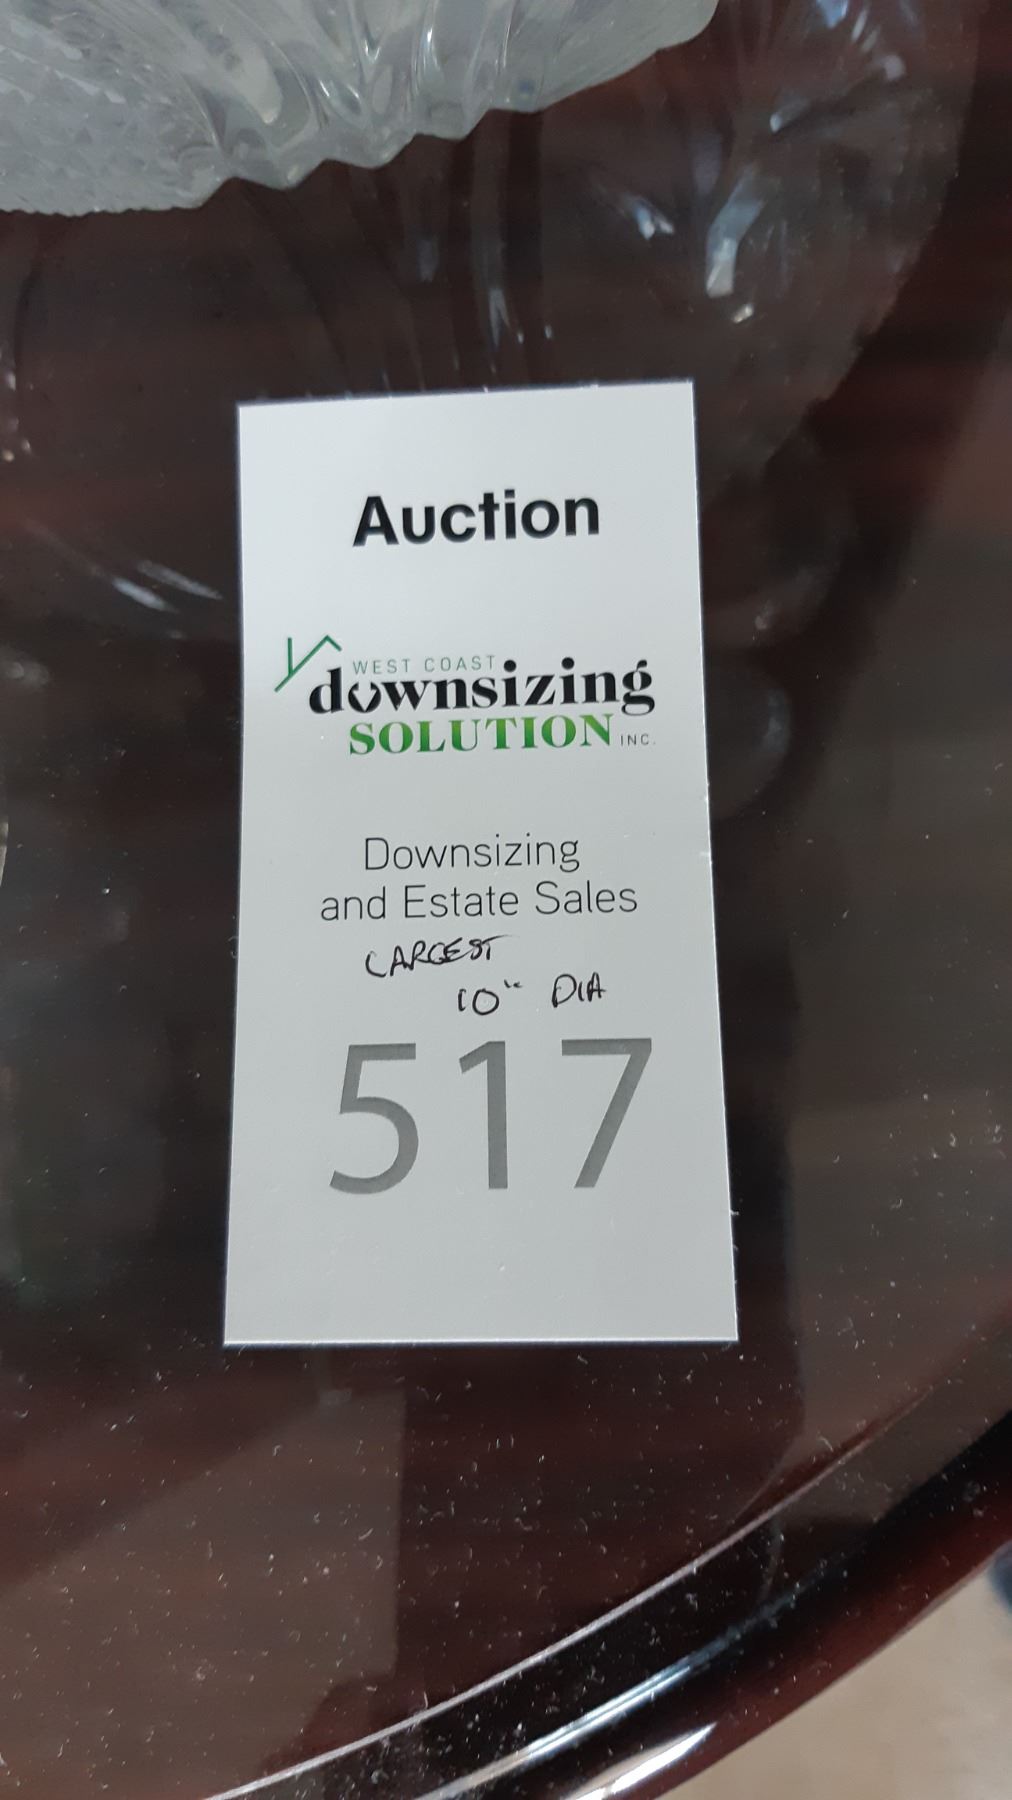 Auction
WEST COAST
downsizing
SOLUTION INC.
Downsizing
and Estate Sales
LARGEST
10" DIA
517